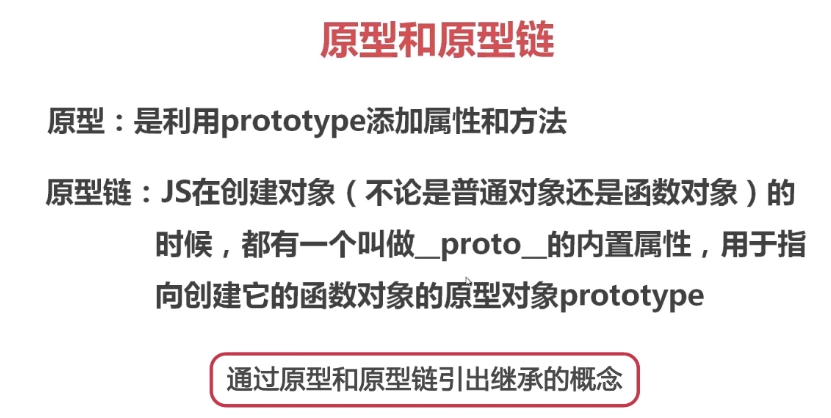 原型和原型链
原型：是利用prototype添加属性和方法
原型链：JS在创建对象（不论是普通对象还是函数对象）的
时候，都有一个叫做__proto__的内置属性，用于指
向创建它的函数对象的原型对象prototype
通过原型和原型链引出继承的概念